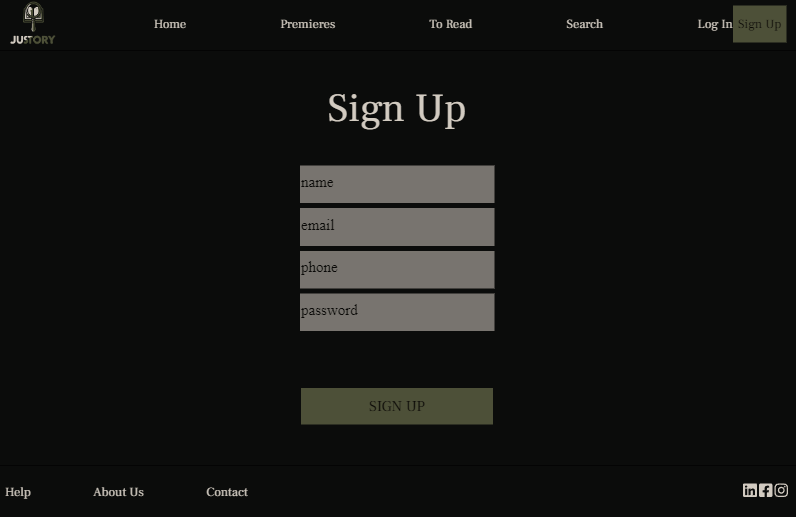 JUSTORY
Home Premieres To Read Search Log In Sign Up
Sign Up
name
email
phone
password
SIGN UP
Help About Us Contact